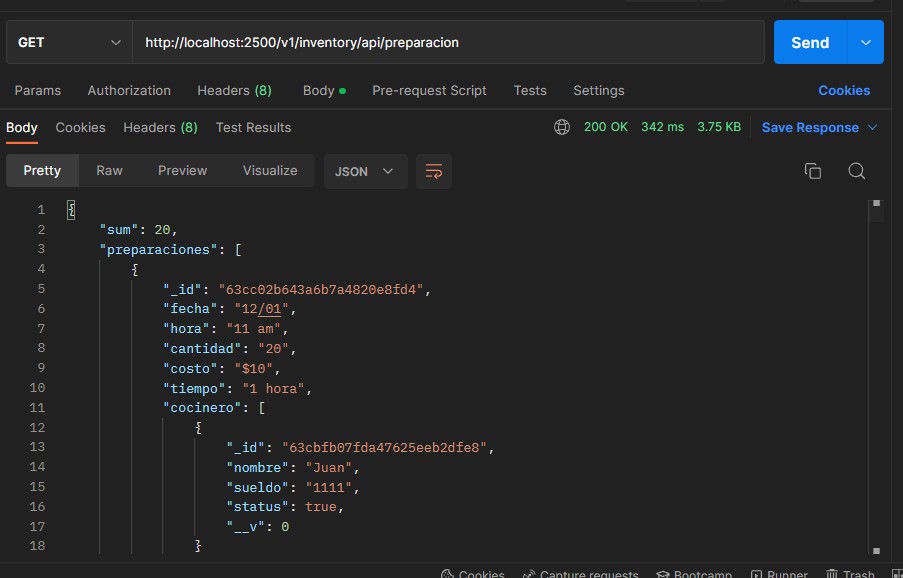 GET http://localhost:2500/v1/inventory/api/preparacion Send
Params Authorization Headers (8) Body Pre-request Script Tests Settings Cookies
Body Cookies Headers (8) Test Results 200 OK 342 ms 3.75 KB Save Response
Pretty Raw Preview Visualize JSON
1 {
2 "sum": 20,
3 "preparaciones": [
4 {
5 "_id": "63cc02b643a6b7a4820e8fd4",
6 "fecha": "12/01",
7 "hora": "11 am",
8 "cantidad": "20",
9 "costo": "$10",
10 "tiempo": "1 hora",
11 "cocinero": [
12 {
13 "_id": "63cbfb07fda47625eeb2dfe8",
14 "nombre": "Juan",
15 "sueldo": "1111",
16 "status": true,
17 "__v": 0
18 }
Cookies Capture requests Bootcamp Runner Trash